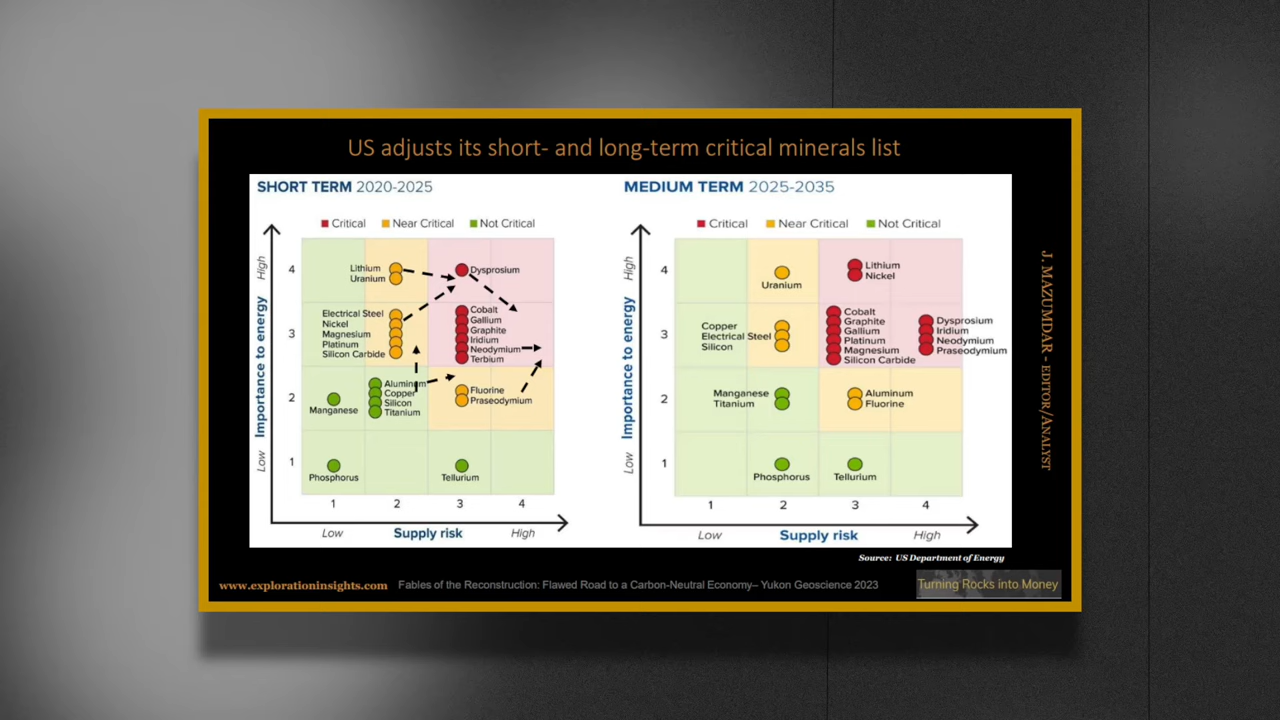 US adjusts its short- and long-term critical minerals list
SHORT TERM 2020-2025
Critical
Near Critical
Not Critical
High
Importance to energy
Low
4
3
2
1
Lithium
Uranium
Dysprosium
Electrical Steel
Nickel
Magnesium
Platinum
Silicon Carbide
Cobalt
Gallium
Graphite
Iridium
Neodymium
Terbium
Manganese
Aluminum
Copper
Silicon
Titanium
Fluorine
Praseodymium
Phosphorus
Tellurium
1
2
3
4
Low
Supply risk
High
MEDIUM TERM 2025-2035
Critical
Near Critical
Not Critical
High
Importance to energy
Low
4
3
2
1
Uranium
Lithium
Nickel
Copper
Electrical Steel
Silicon
Cobalt
Graphite
Gallium
Platinum
Magnesium
Silicon Carbide
Dysprosium
Iridium
Neodymium
Praseodymium
Manganese
Titanium
Aluminum
Fluorine
Phosphorus
Tellurium
1
2
3
4
Low
Supply risk
High
J. MAZUMDAR - EDITOR/ANALYST
Source: US Department of Energy
www.explorationinsights.com
Fables of the Reconstruction: Flawed Road to a Carbon-Neutral Economy– Yukon Geoscience 2023
Turning Rocks into Money